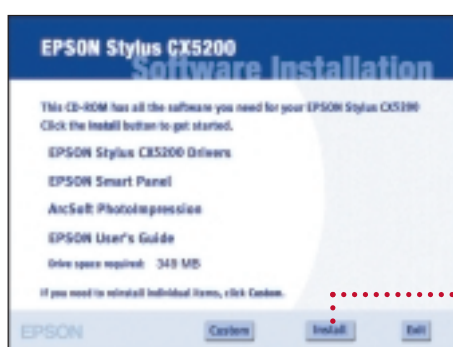 EPSON Stylus CX5200
Software Installation
This CD-ROM has all the software you need for your EPSON Stylus CX5200
Click the Install button to get started.
EPSON Stylus CX5200 Drivers
EPSON Smart Panel
ArcSoft PhotoImpression
EPSON User's Guide
Drive space required: 349 MB
If you need to reinstall individual items, click Custom.
EPSON
Custom
Install
Exit